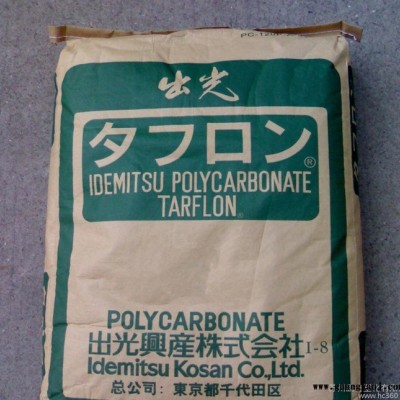 出光
タフロン®
IDEMITSU POLYCARBONATE
TARFLON
POLYCARBONATE
出光興産株式会社 1-8
Idemitsu Kosan Co.,Ltd.
总公司：東京都千代田区